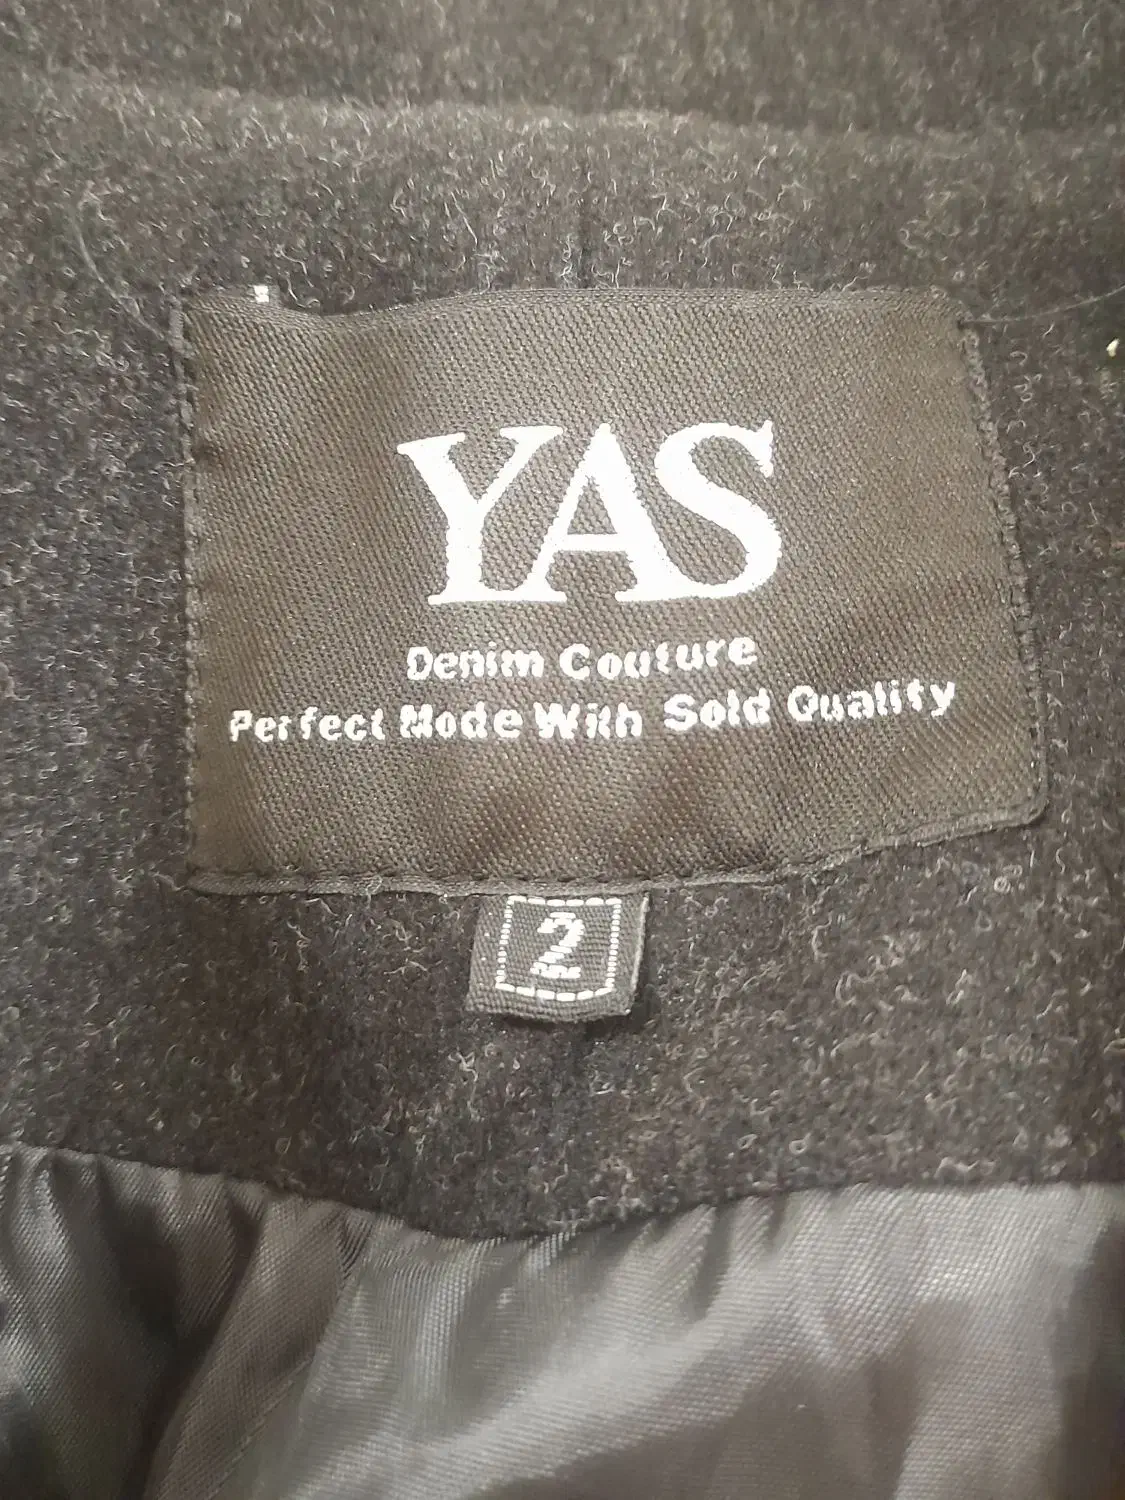 YAS
Denim Couture
Perfect Mode With Sold Quality
2